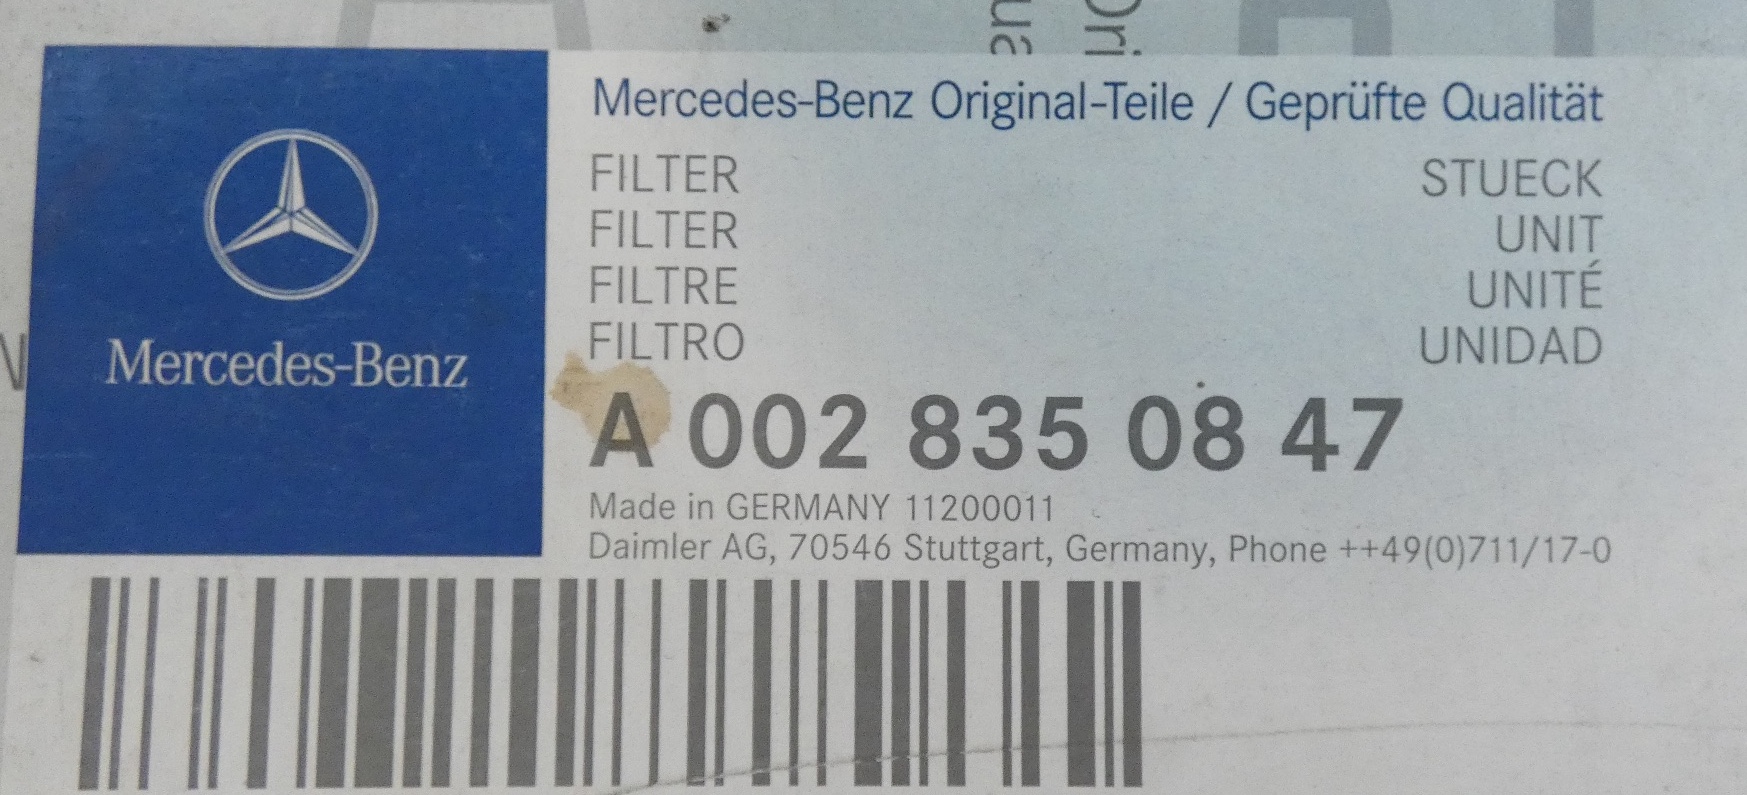 Mercedes-Benz
Mercedes-Benz Original-Teile / Geprüfte Qualität
FILTER STUECK
FILTER UNIT
FILTRE UNITÉ
FILTRO UNIDAD
A 002 835 08 47
Made in GERMANY 11200011
Daimler AG, 70546 Stuttgart, Germany, Phone ++49(0)711/17-0